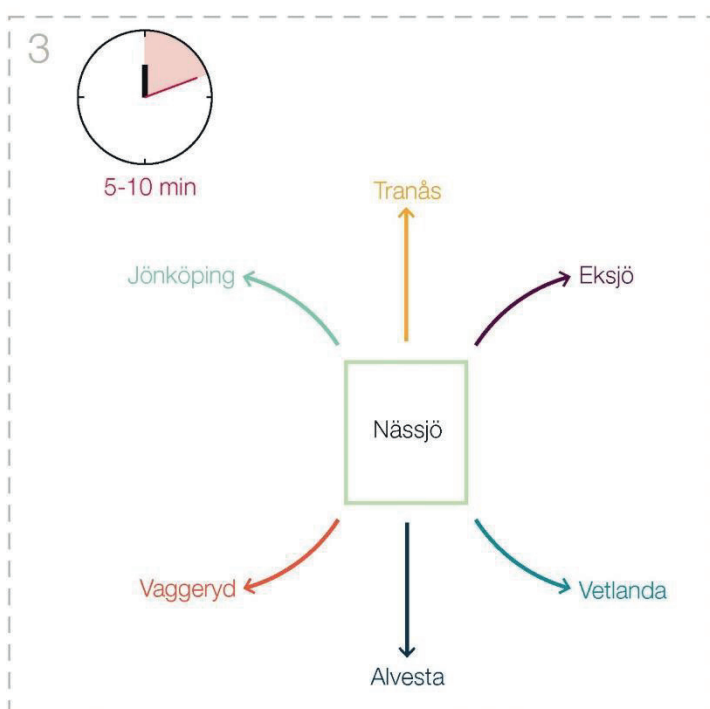 3
5-10 min
Tranås
Jönköping
Eksjö
Nässjö
Vaggeryd
Vetlanda
Alvesta